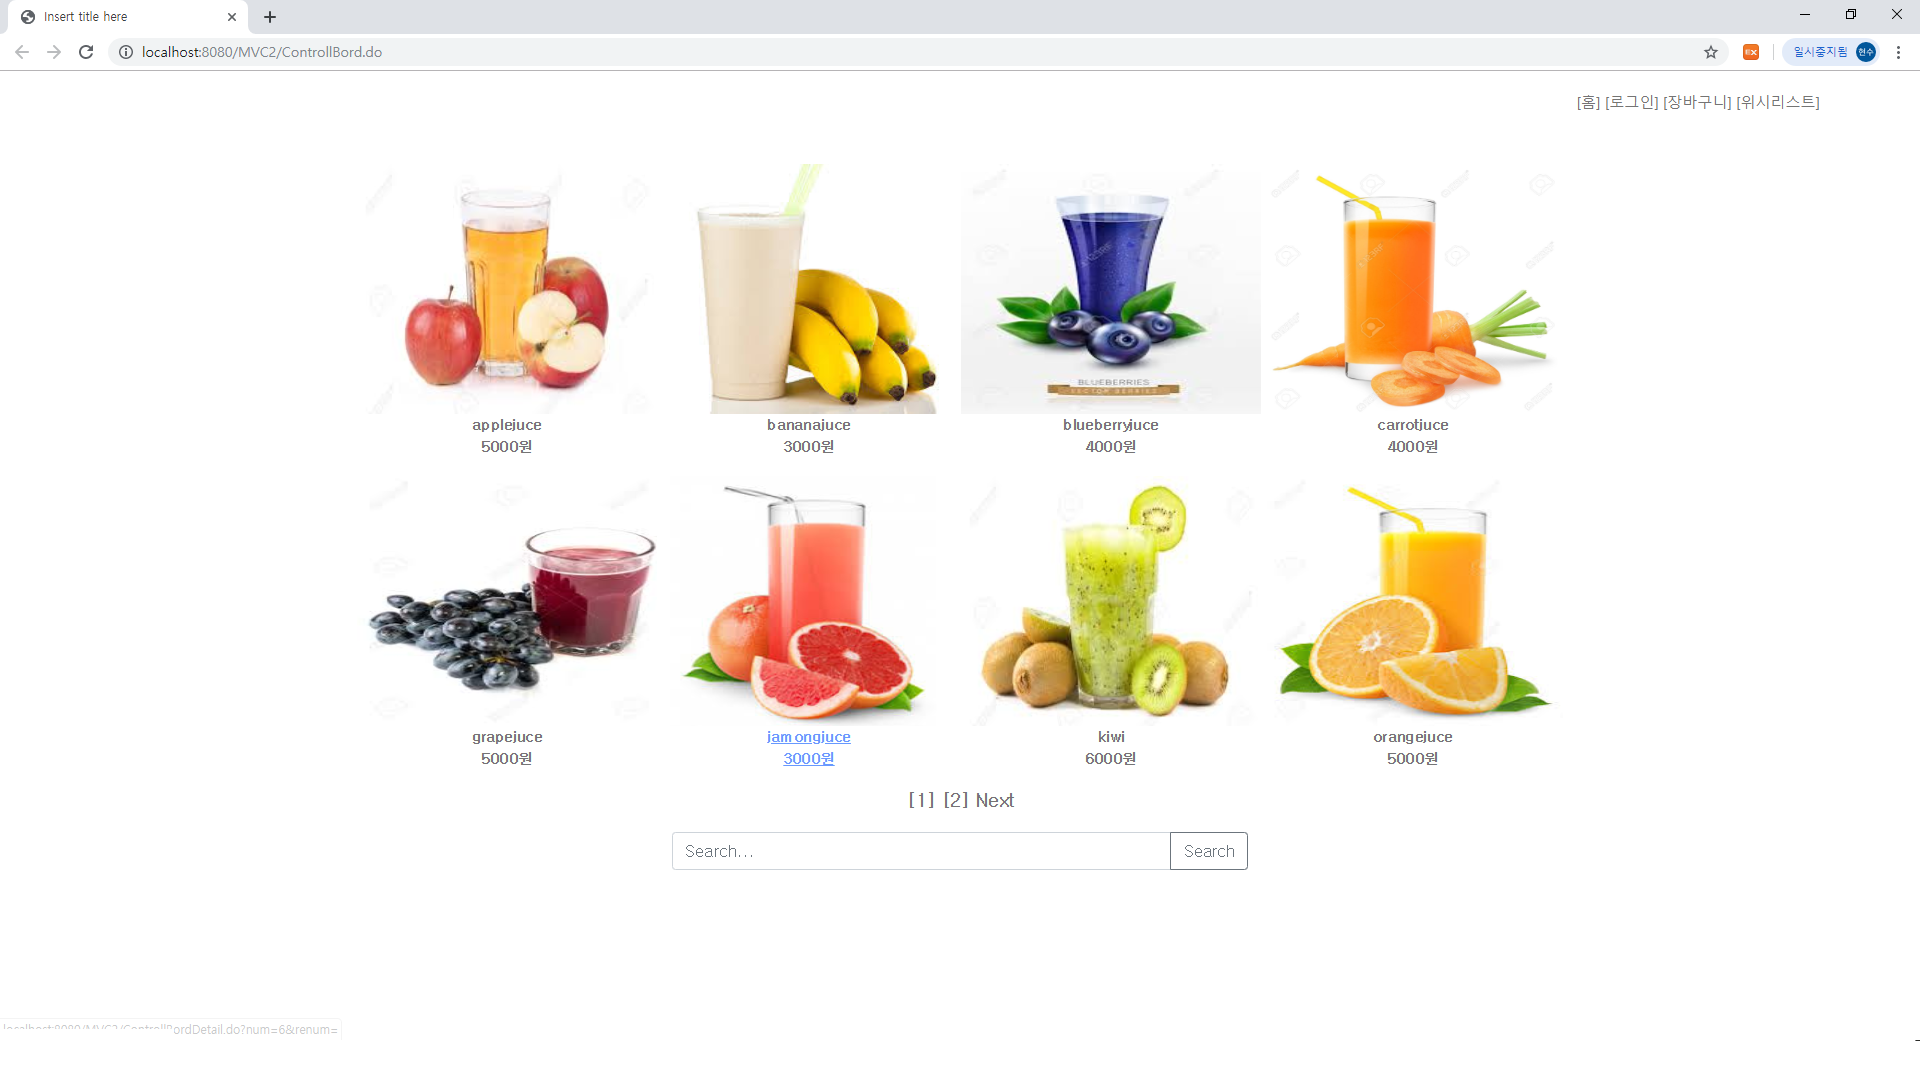 Insert title here
localhost:8080/MVC2/ControllBord.do
일시중지됨 현수
[홈] [로그인] [장바구니] [위시리스트]
BLUEBERRIES
VECTOR BERRIES
applejuce bananajuce blueberryjuce carrotjuce
5000원 3000원 4000원 4000원
grapejuce jamongjuce kiwi orangejuce
5000원 3000원 6000원 5000원
[1] [2] Next
Search... Search
localhost:8080/MVC2/ControllBordDetail.do?num=6&renum=